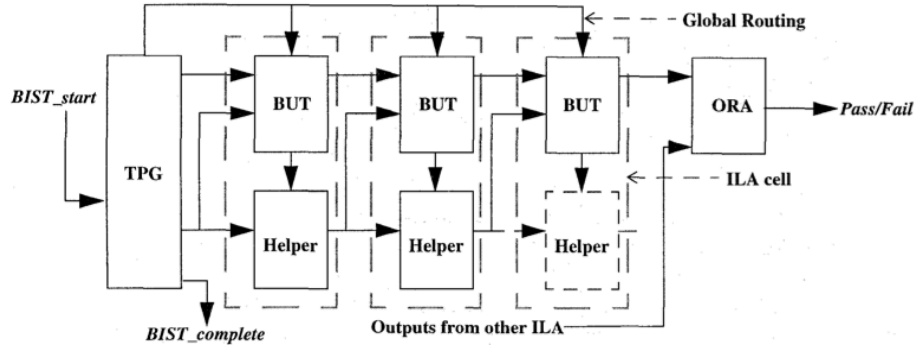 Global Routing
BIST_start
BUT
BUT
BUT
ORA
Pass/Fail
TPG
ILA cell
Helper
Helper
Helper
Outputs from other ILA
BIST_complete